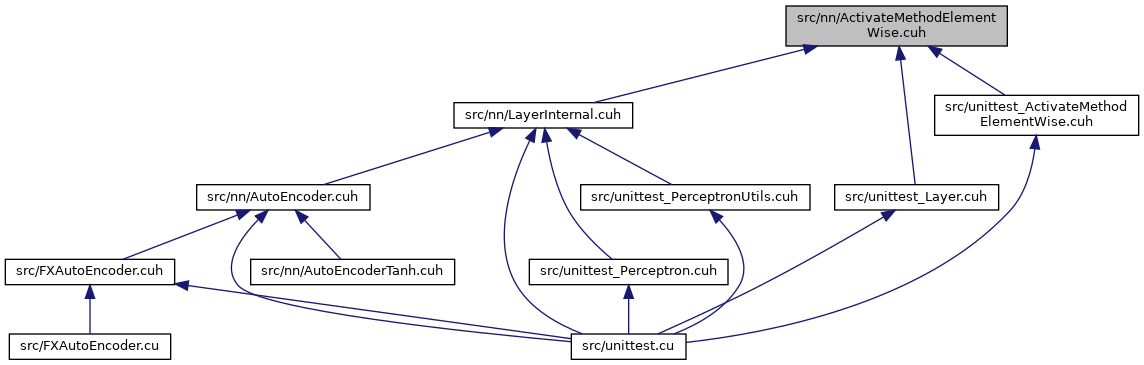 src/nn/ActivateMethodElement
Wise.cuh
src/nn/LayerInternal.cuh
src/unittest_ActivateMethod
ElementWise.cuh
src/nn/AutoEncoder.cuh
src/unittest_PerceptronUtils.cuh
src/unittest_Layer.cuh
src/FXAutoEncoder.cuh
src/nn/AutoEncoderTanh.cuh
src/unittest_Perceptron.cuh
src/FXAutoEncoder.cu
src/unittest.cu